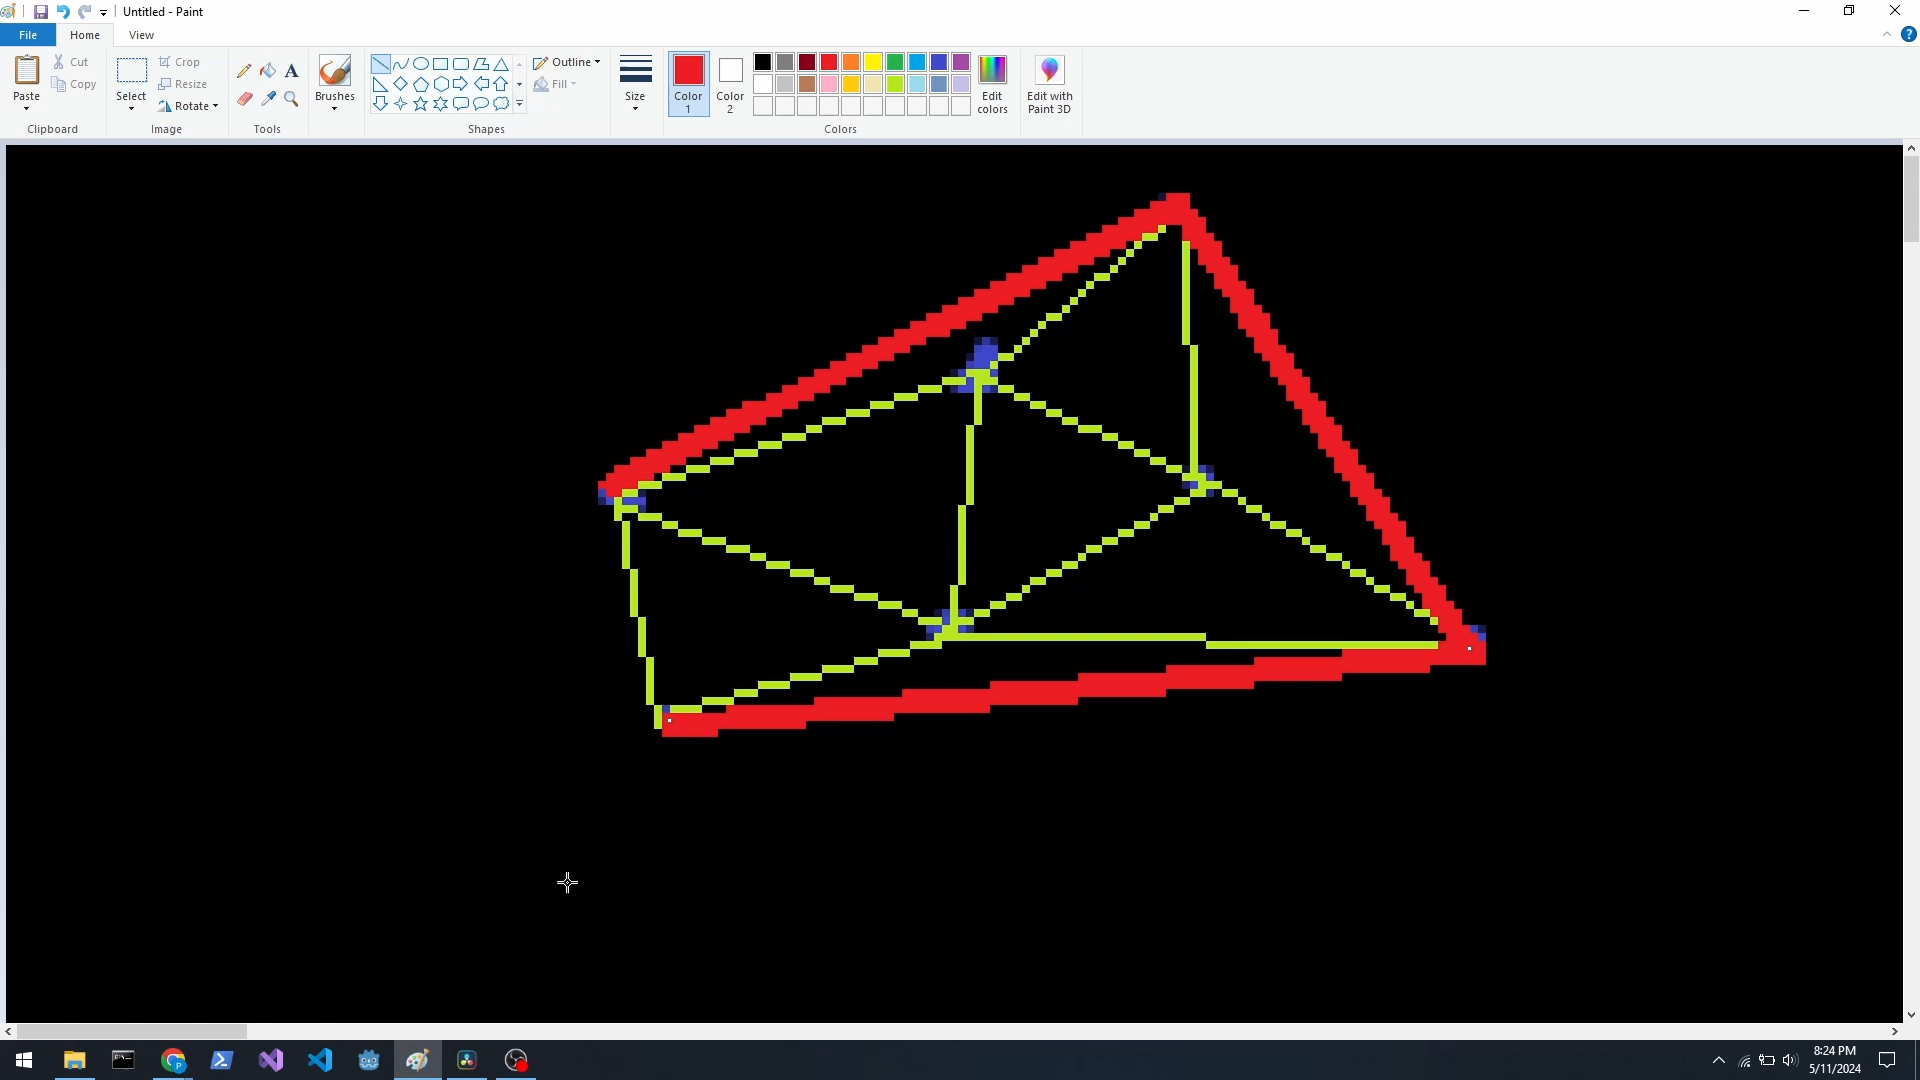 Untitled - Paint
File
Home
View
Paste
Cut
Copy
Clipboard
Select
Crop
Resize
Rotate
Image
A
Tools
Brushes
Outline
Fill
Shapes
Size
Color
1
Color
2
Edit
colors
Colors
Edit with
Paint 3D
8:24 PM
5/11/2024